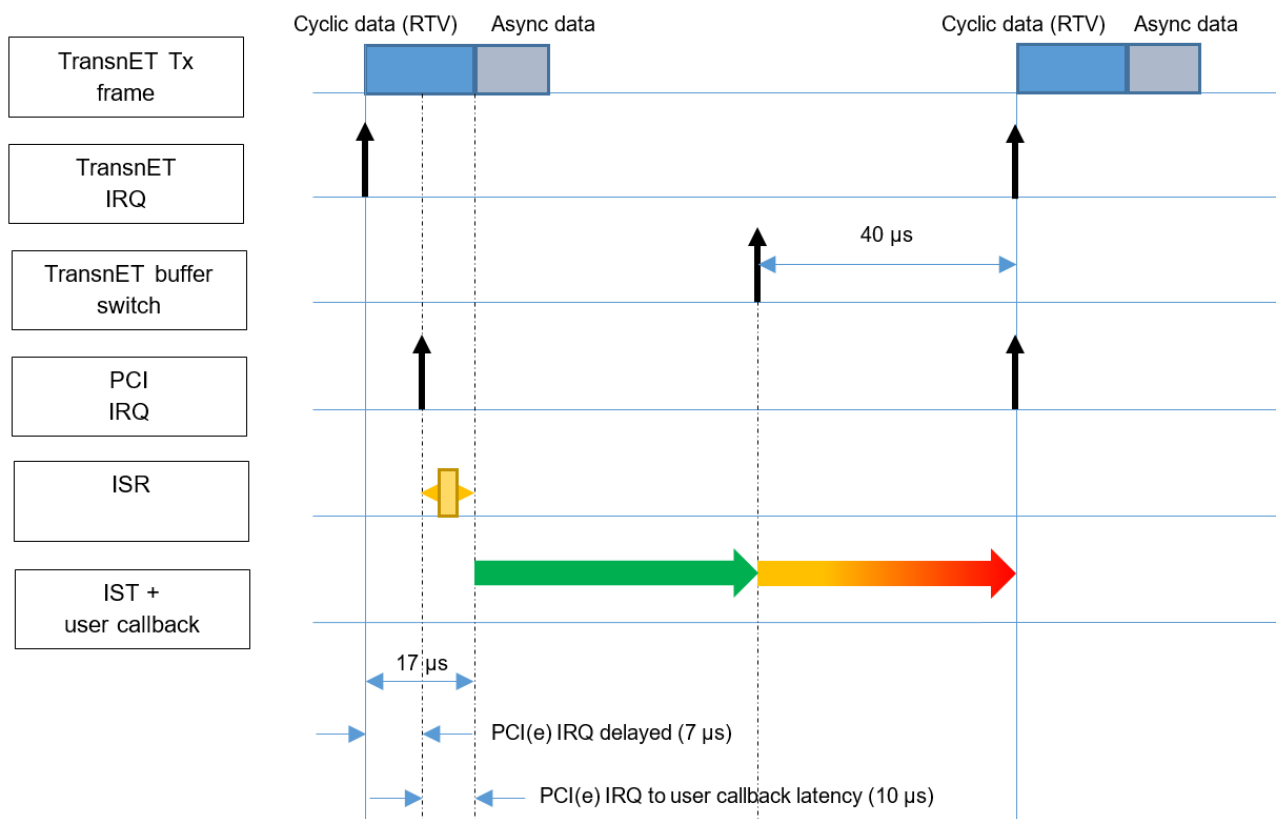 Cyclic data (RTV) Async data Cyclic data (RTV) Async data
TransnET Tx
frame
TransnET
IRQ
TransnET buffer
switch
40 µs
PCI
IRQ
ISR
IST +
user callback
17 µs
PCI(e) IRQ delayed (7 µs)
PCI(e) IRQ to user callback latency (10 µs)